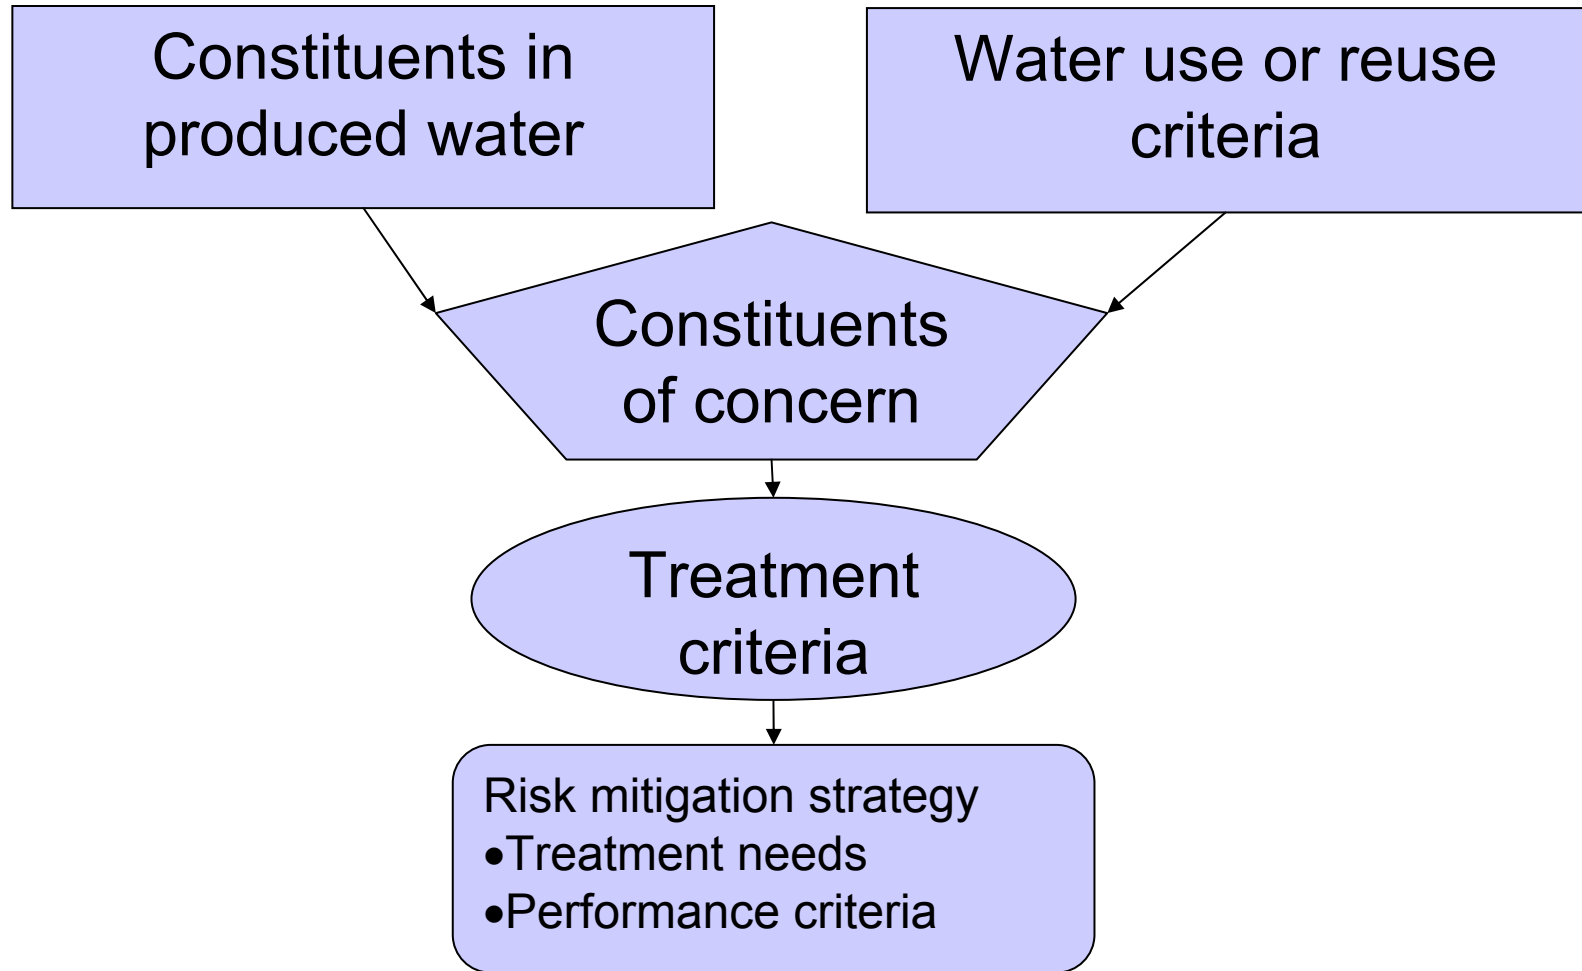 Constituents in
produced water
Water use or reuse
criteria
Constituents
of concern
Treatment
criteria
Risk mitigation strategy
•Treatment needs
•Performance criteria